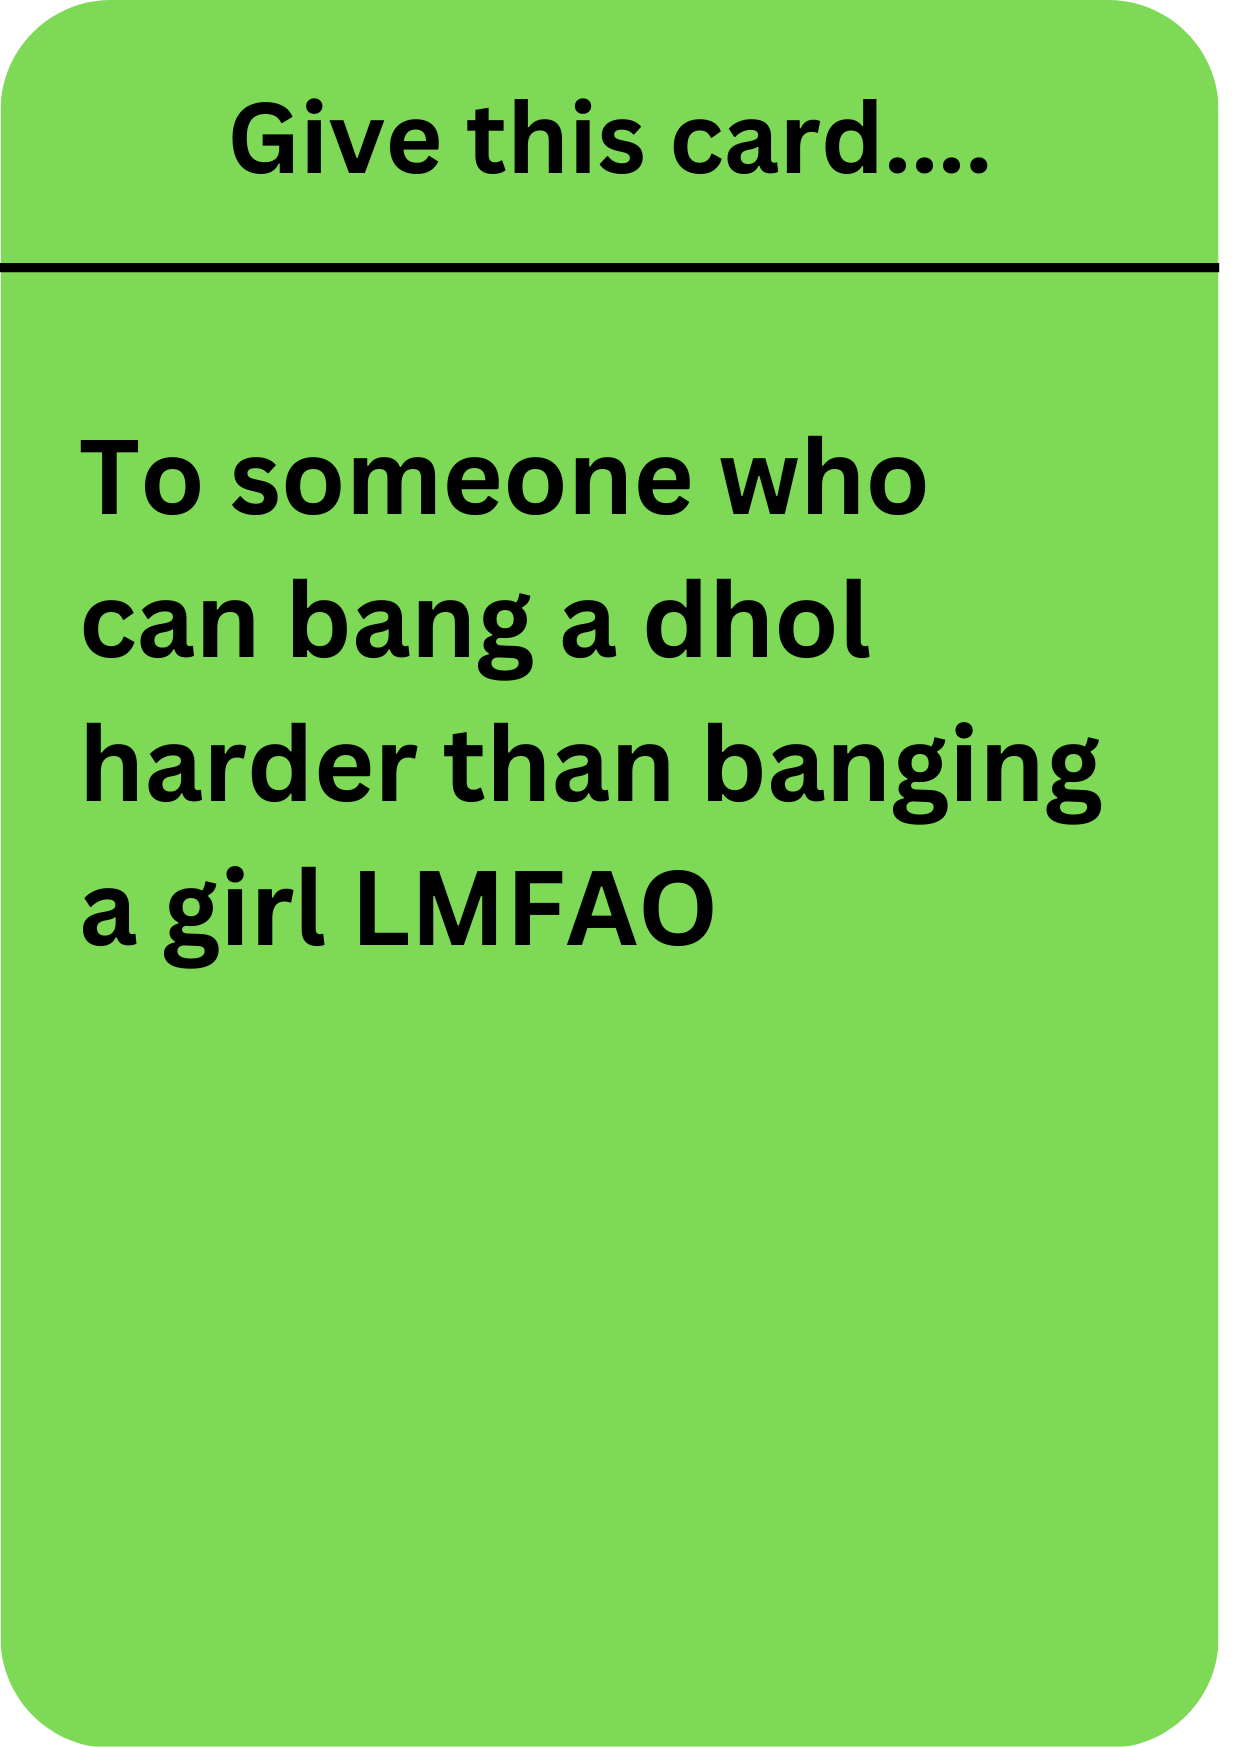 Give this card....
To someone who
can bang a dhol
harder than banging
a girl LMFAO